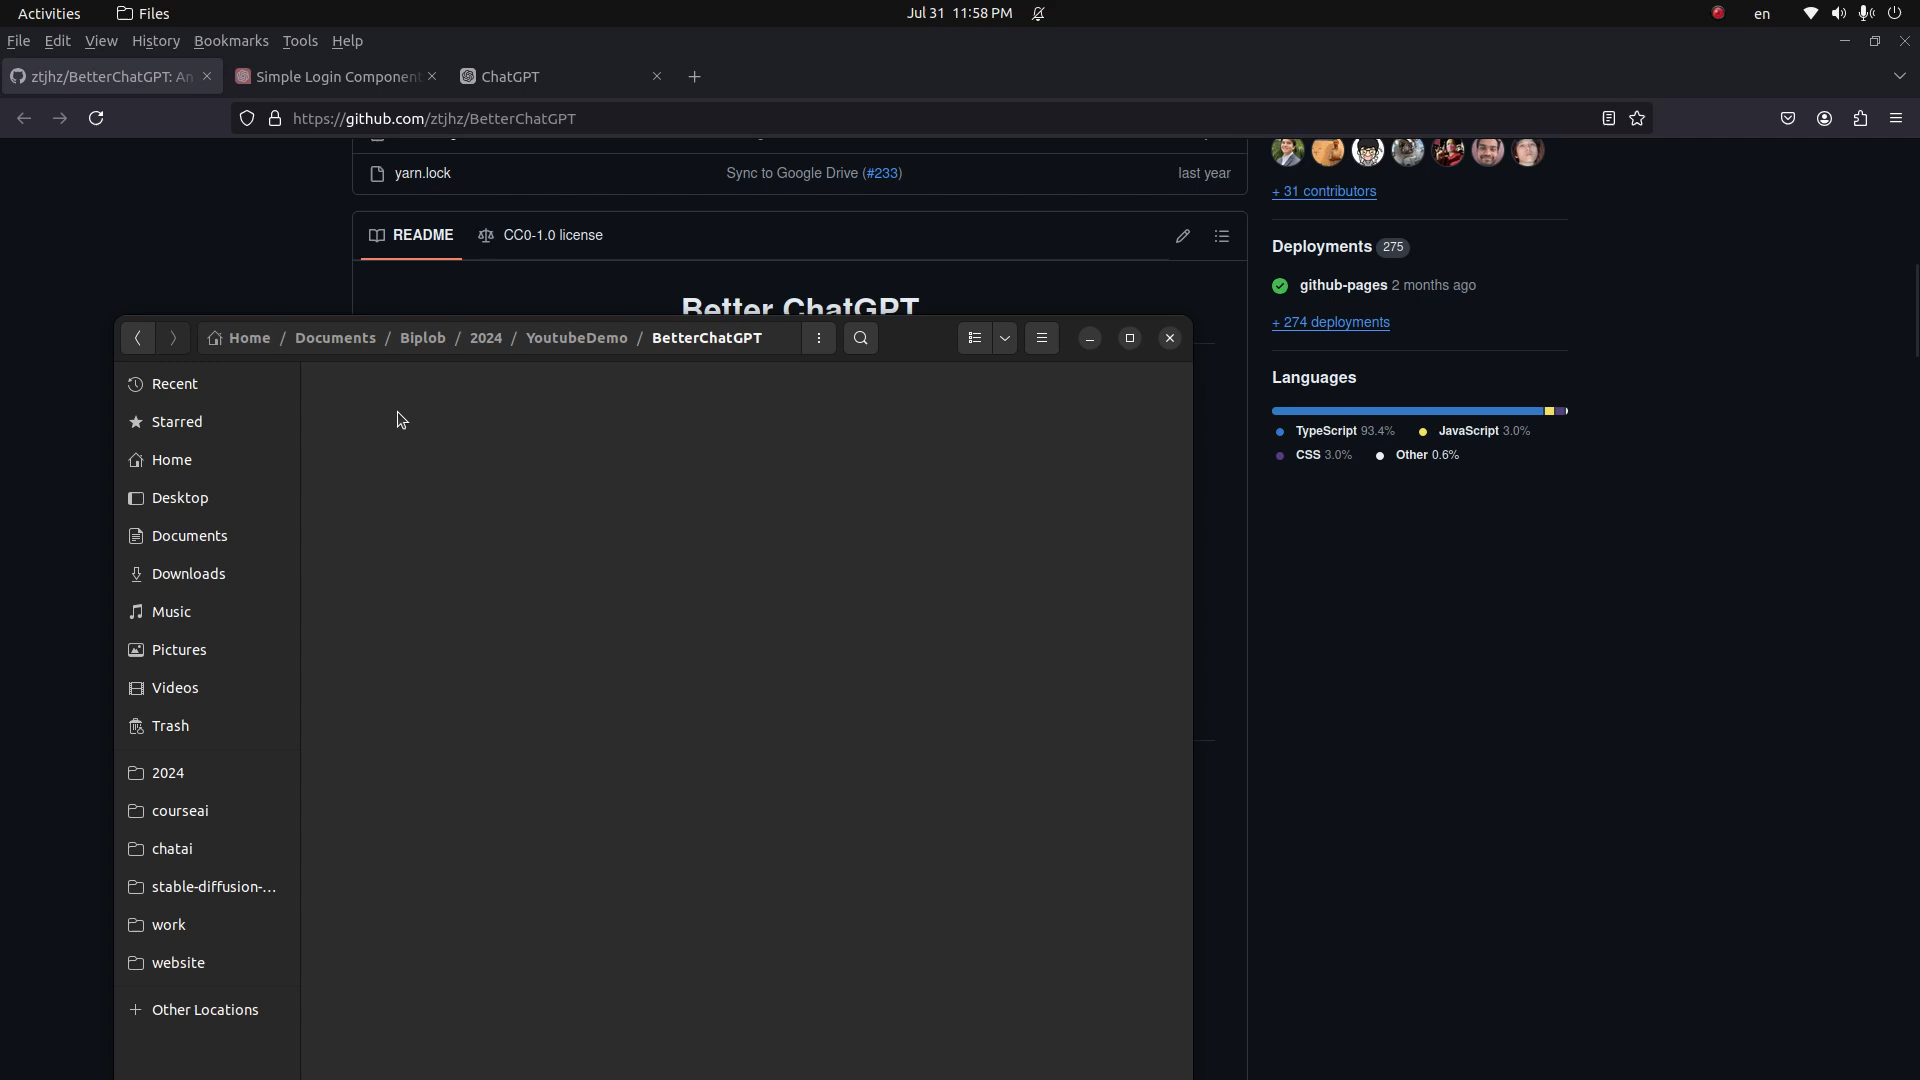 Activities Files Jul 31 11:58 PM en
File Edit View History Bookmarks Tools Help
ztjhz/BetterChatGPT: An Simple Login Component ChatGPT
https://github.com/ztjhz/BetterChatGPT
yarn.lock Sync to Google Drive (#233) last year
+ 31 contributors
README CC0-1.0 license
Deployments 275
github-pages 2 months ago
Better ChatGPT
+ 274 deployments
Home / Documents / Biplob / 2024 / YoutubeDemo / BetterChatGPT
Languages
TypeScript 93.4% JavaScript 3.0%
CSS 3.0% Other 0.6%
Recent
Starred
Home
Desktop
Documents
Downloads
Music
Pictures
Videos
Trash
2024
courseai
chatai
stable-diffusion-…
work
website
Other Locations